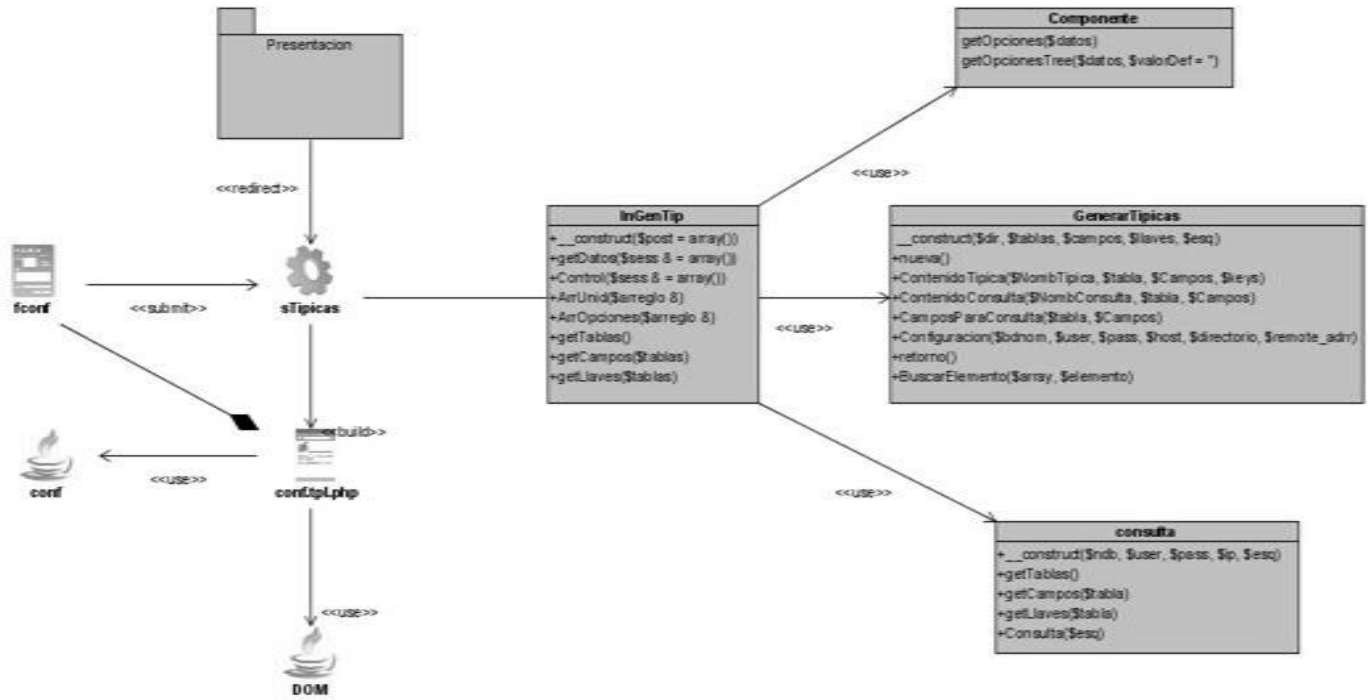 Presentacion
<<redirect>>
fconf
<<submit>>
sTipicas
conf
<<use>>
<<build>>
conf.tpl.php
<<use>>
DOM
InGenTip
+__construct($post = array())
+getDatos($sess & = array())
+Control($sess & = array())
+ArrUnid($arreglo &)
+ArrOpciones($arreglo &)
+getTablas()
+getCampos($tablas)
+getLlaves($tablas)
<<use>>
<<use>>
<<use>>
Componente
getOpciones($datos)
getOpcionesTree($datos, $valorDef = '')
GenerarTipicas
__construct($dir, $tablas, $campos, $llaves, $esq)
+nueva()
+ContenidoTipica($NombTipica, $tabla, $Campos, $keys)
+ContenidoConsulta($NombConsulta, $tabla, $Campos)
+CamposParaConsulta($tabla, $Campos)
+Configuracion($bdnom, $user, $pass, $host, $directorio, $remote_adrr)
+retorno()
+BuscarElemento($array, $elemento)
consulta
+__construct($ndb, $user, $pass, $ip, $esq)
+getTablas()
+getCampos($tabla)
+getLlaves($tabla)
+Consulta($esq)